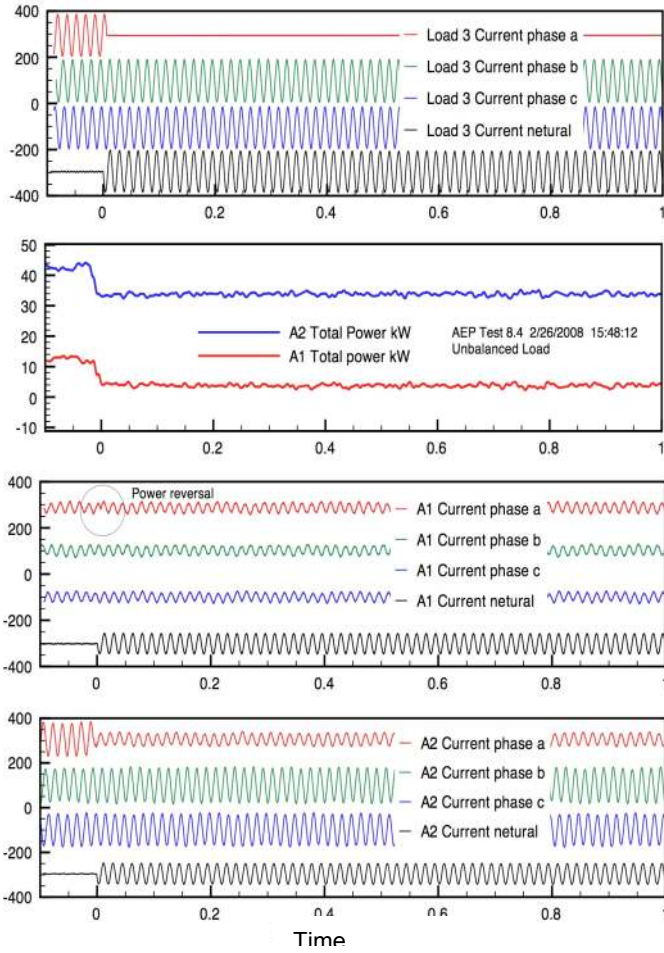 400
Load 3 Current phase a
200
Load 3 Current phase b
0
Load 3 Current phase c
-200
Load 3 Current netural
-400
0 0.2 0.4 0.6 0.8 1
50
40
30
20
A2 Total Power kW AEP Test 8.4 2/26/2008 15:48:12
10
A1 Total power kW Unbalanced Load
0
-10
0 0.2 0.4 0.6 0.8 1
400
Power reversal
A1 Current phase a
200
A1 Current phase b
0
A1 Current phase c
A1 Current netural
-200
-400
0 0.2 0.4 0.6 0.8 1
400
A2 Current phase a
200
A2 Current phase b
0
A2 Current phase c
A2 Current netural
-200
-400
0 0.2 0.4 0.6 0.8 1
Time